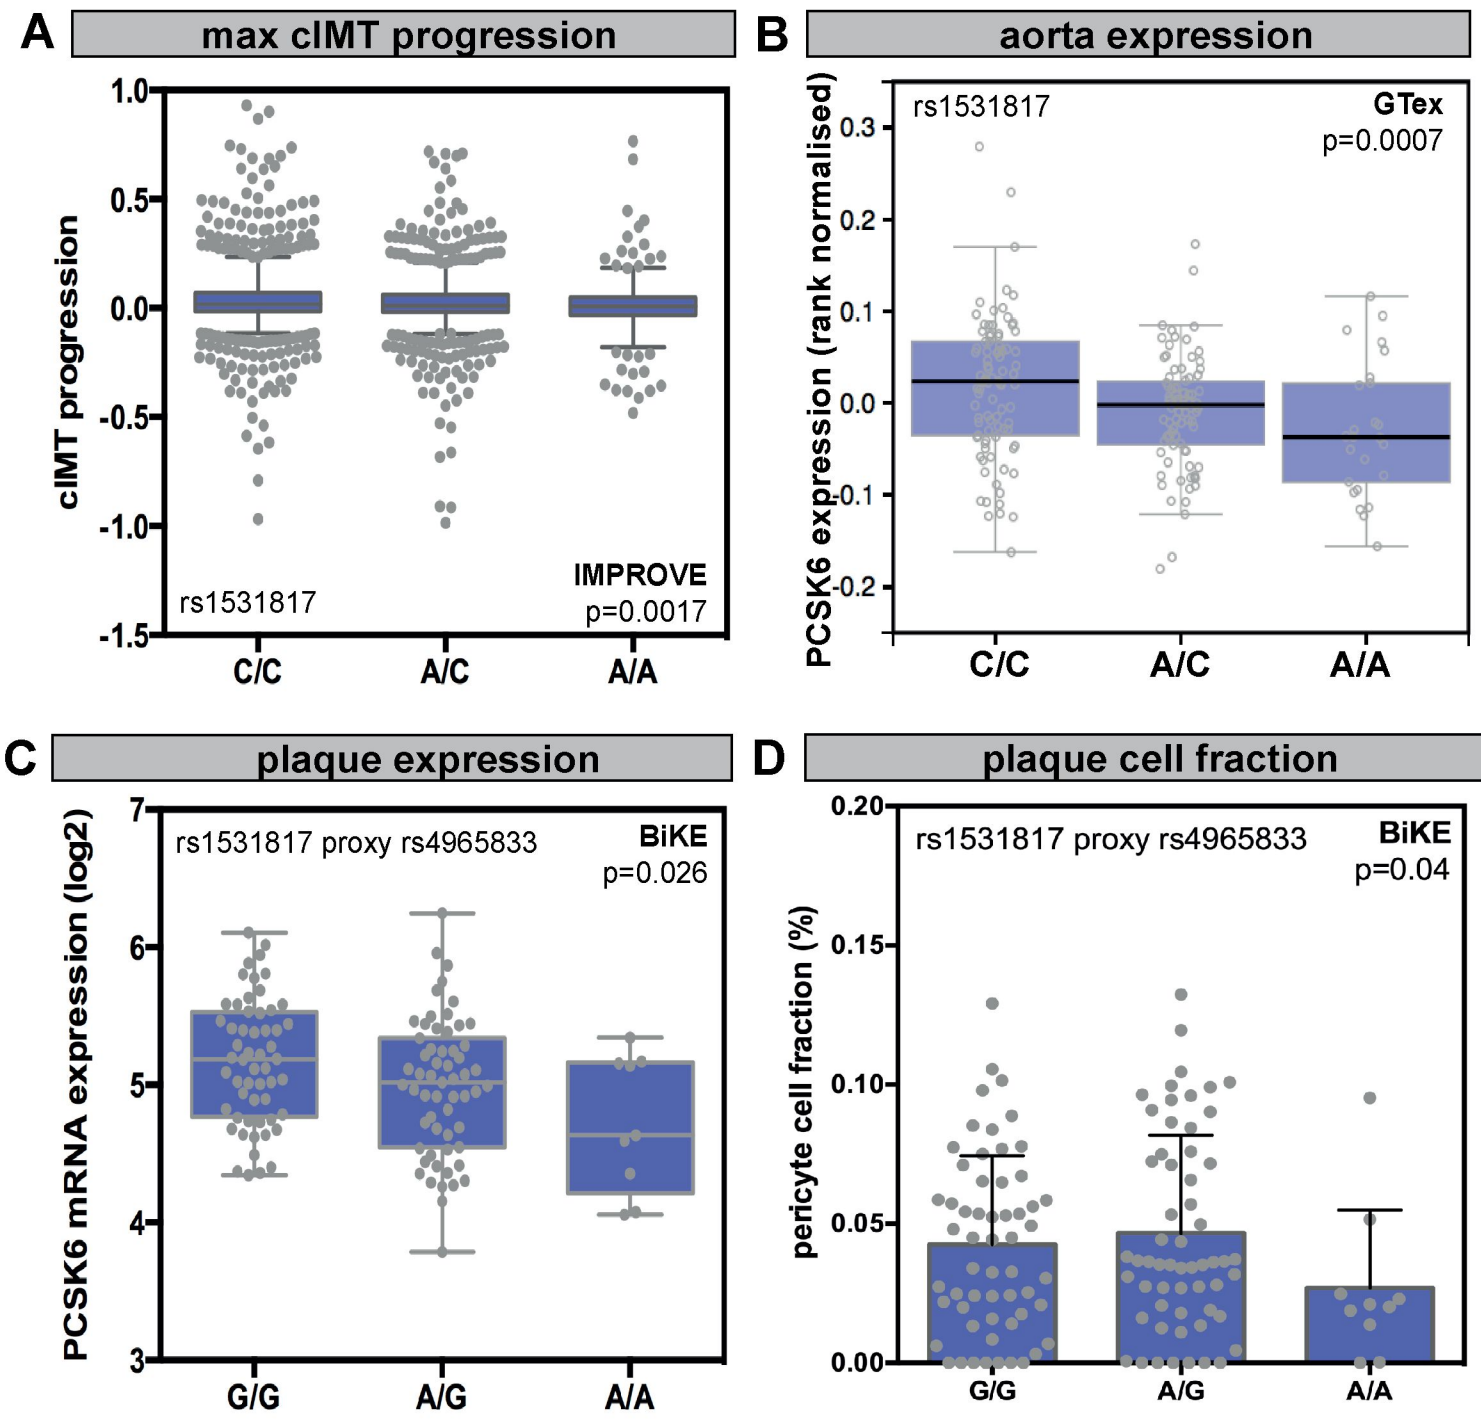 A
max cIMT progression
cIMT progression
1.0
0.5
0.0
-0.5
-1.0
-1.5
rs1531817
IMPROVE
p=0.0017
C/C
A/C
A/A
B
aorta expression
PCSK6 expression (rank normalised)
rs1531817
GTex
p=0.0007
0.3
0.2
0.1
0.0
-0.1
-0.2
C/C
A/C
A/A
C
plaque expression
PCSK6 mRNA expression (log2)
7
6
5
4
3
rs1531817 proxy rs4965833
BiKE
p=0.026
G/G
A/G
A/A
D
plaque cell fraction
pericyte cell fraction (%)
0.20
0.15
0.10
0.05
0.00
rs1531817 proxy rs4965833
BiKE
p=0.04
G/G
A/G
A/A